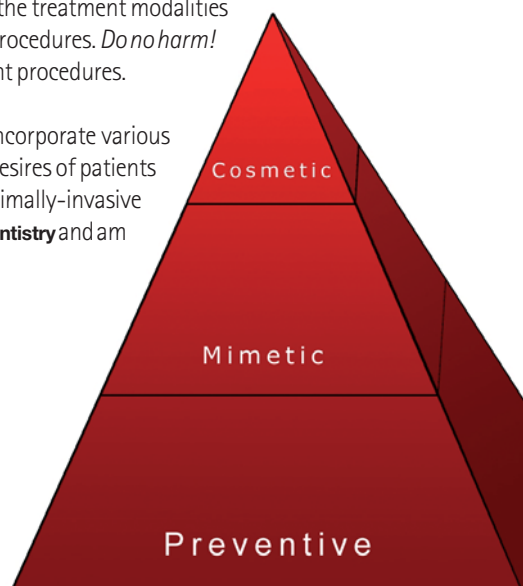 the treatment modalities
rocedures. Do no harm!
nt procedures.
ncorporate various
esires of patients
imally-invasive
ntistry and am
Cosmetic
Mimetic
Preventive